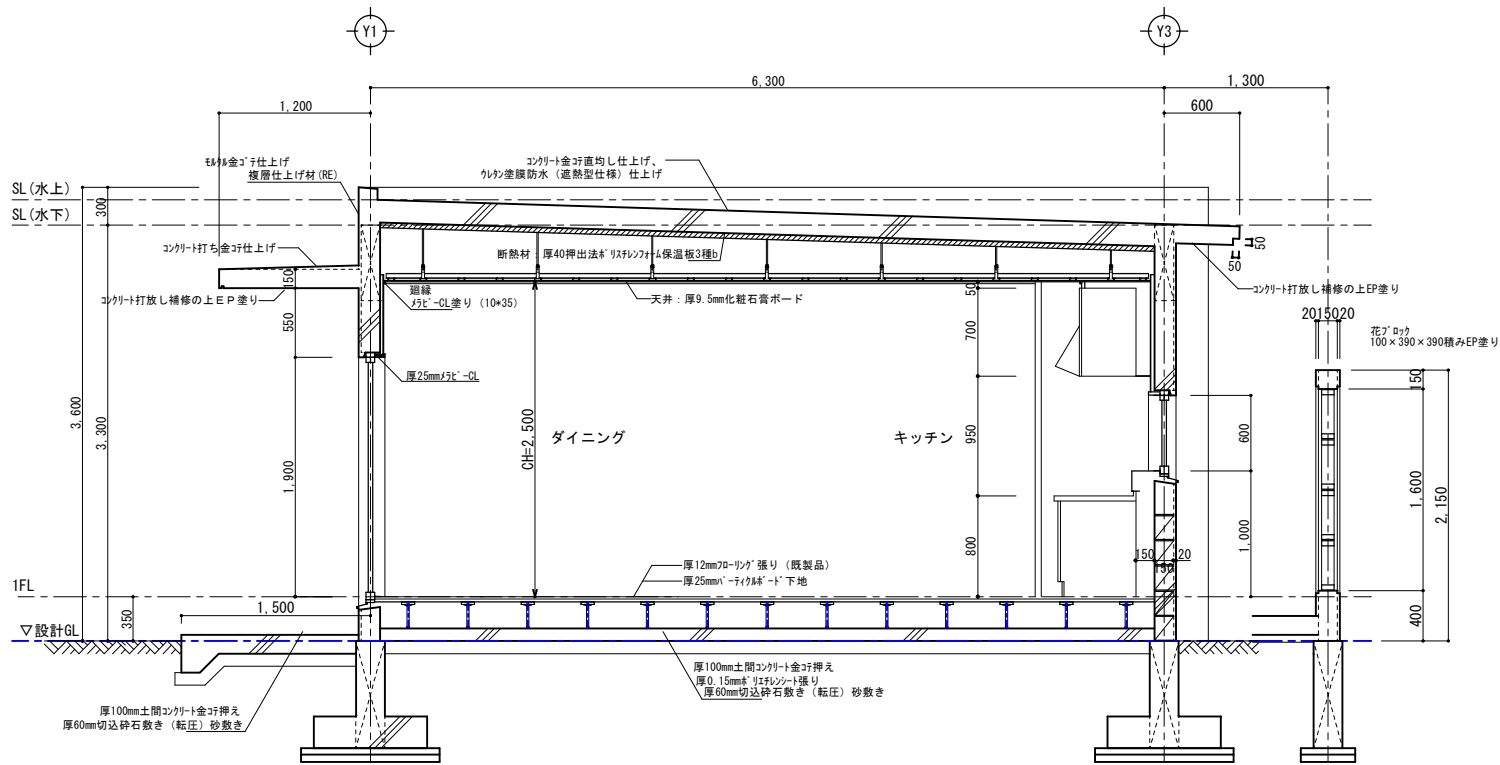 Y1
Y3
6,300
1,300
1,200
600
モルタル金ゴテ仕上げ
複層仕上げ材(RE)
コンクリート金ゴテ直均し仕上げ、
ウレタン塗膜防水(遮熱型仕様)仕上げ
SL(水上)
SL(水下)
300
コンクリート打ち金ゴテ仕上げ
断熱材:厚40押出法ポリスチレンフォーム保温板3種b
50
50
150
コンクリート打放し補修の上EP塗り
廻縁
メラピ-CL塗り (10*35)
天井:厚9.5mm化粧石膏ボード
50
コンクリート打放し補修の上EP塗り
2015020
550
700
花ブロック
100×390×390積みEP塗り
厚25mmメラピ-CL
150
3,600
3,300
CH=2,500
ダイニング
キッチン
950
600
1,900
1,600
2,150
800
1,000
150
20
150
厚12mmフローリング張り (既製品)
厚25mmパーティクルボード下地
1FL
1,500
350
400
▽設計GL
厚100mm土間コンクリート金ゴテ押え
厚0.15mmポリエチレンシート張り
厚60mm切込砕石敷き(転圧)砂敷き
厚100mm土間コンクリート金ゴテ押え
厚60mm切込砕石敷き(転圧)砂敷き